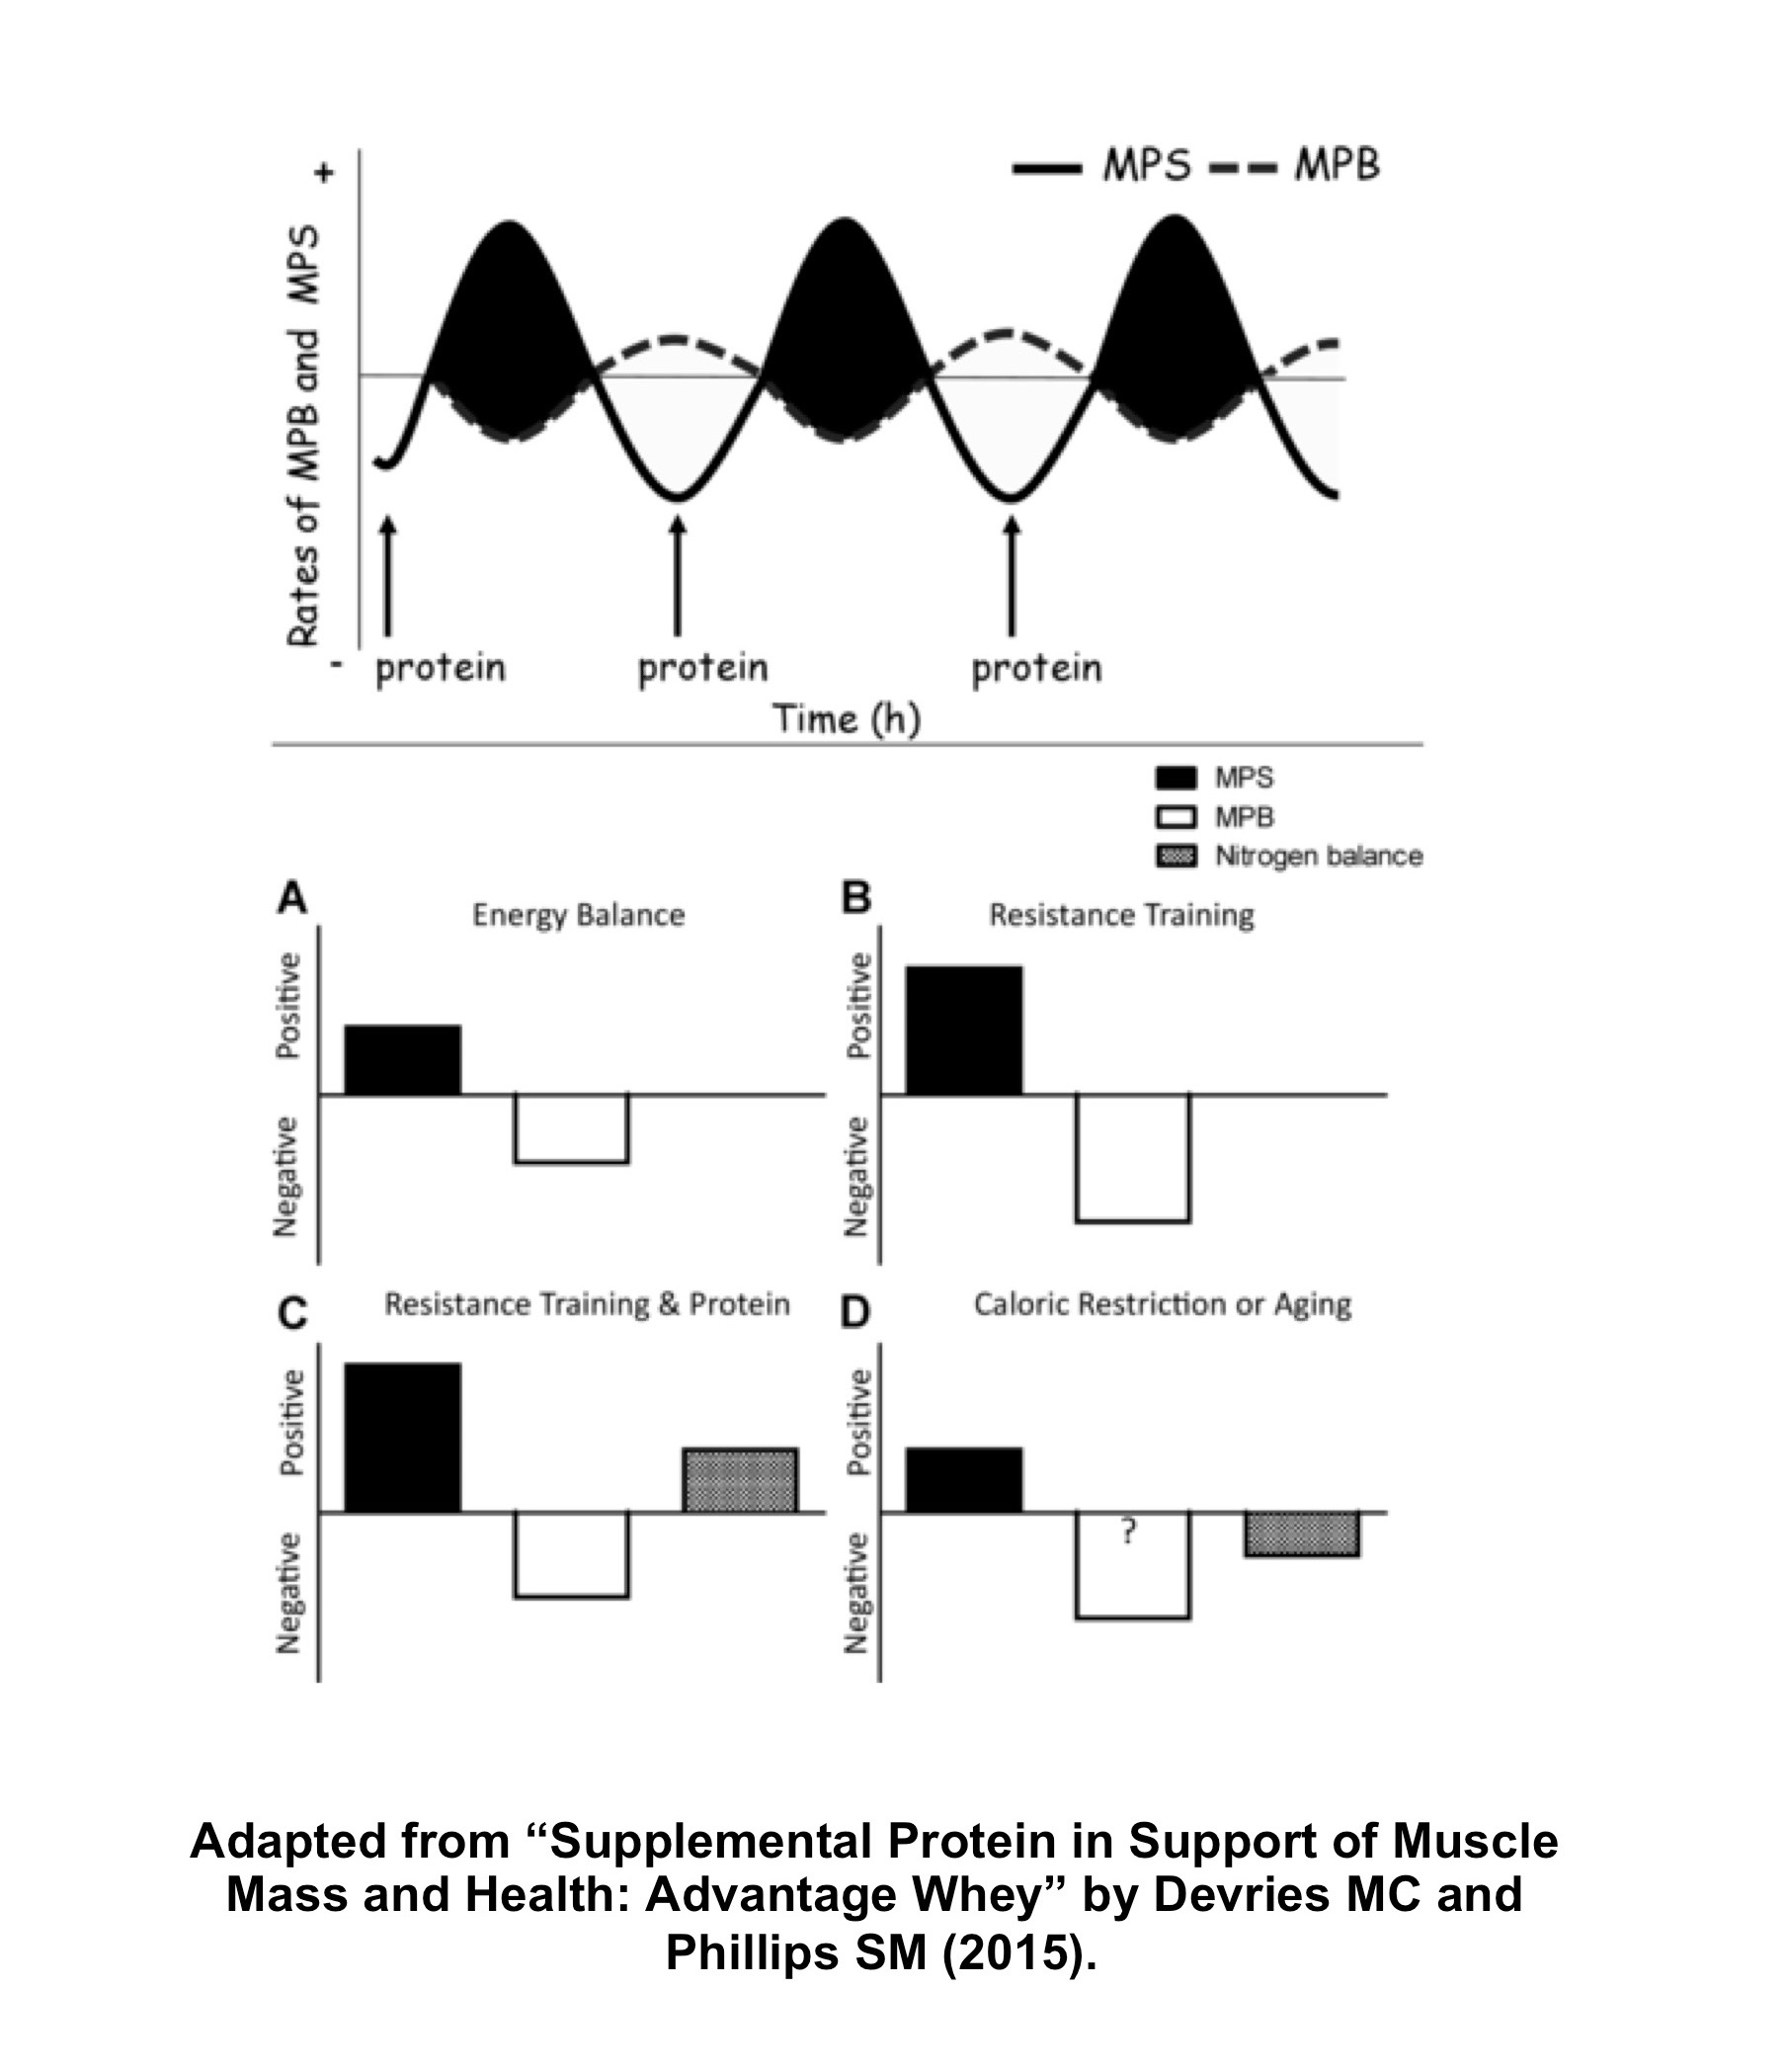 +
MPS MPB
Rates of MPB and MPS
-
protein protein protein
Time (h)
MPS
MPB
Nitrogen balance
A
Energy Balance
Positive
Negative
B
Resistance Training
Positive
Negative
C
Resistance Training & Protein
Positive
Negative
D
Caloric Restriction or Aging
Positive
Negative
?
Adapted from “Supplemental Protein in Support of Muscle
Mass and Health: Advantage Whey” by Devries MC and
Phillips SM (2015).